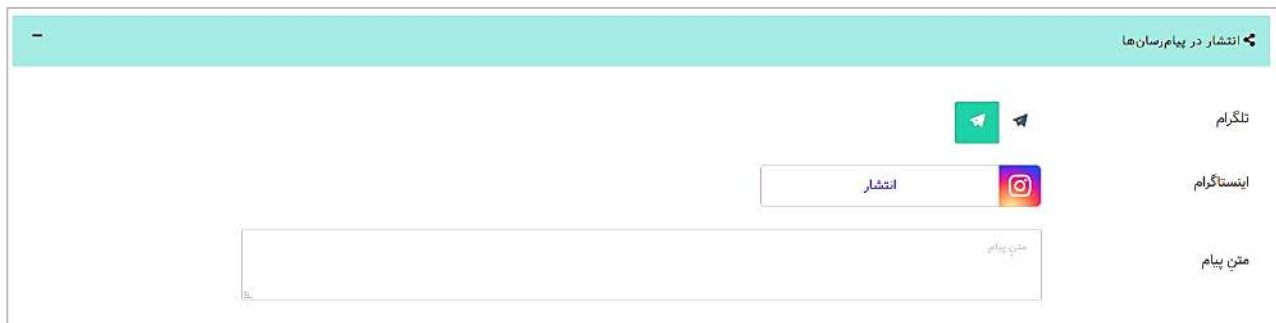 انتشار در پیام‌رسان‌ها
تلگرام
اینستاگرام
انتشار
متن پیام
متن پیام